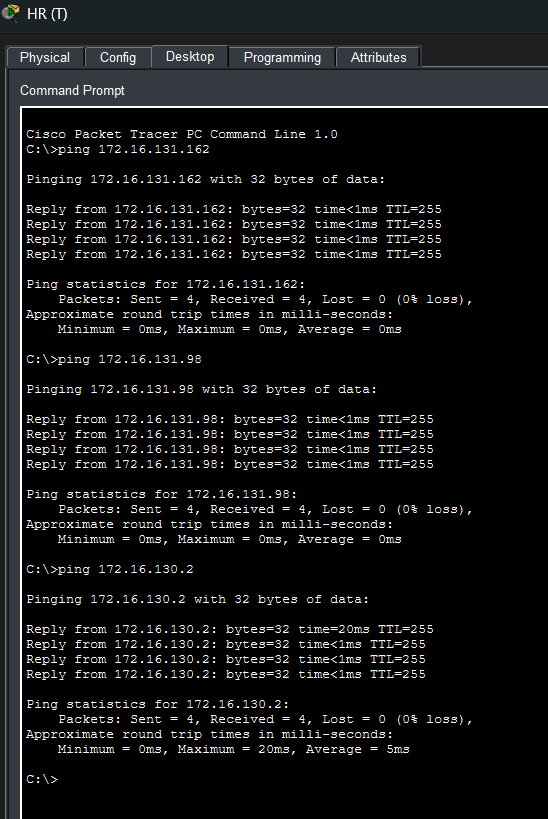 HR (T)
Physical Config Desktop Programming Attributes
Command Prompt
Cisco Packet Tracer PC Command Line 1.0
C:\>ping 172.16.131.162
Pinging 172.16.131.162 with 32 bytes of data:
Reply from 172.16.131.162: bytes=32 time<1ms TTL=255
Reply from 172.16.131.162: bytes=32 time<1ms TTL=255
Reply from 172.16.131.162: bytes=32 time<1ms TTL=255
Reply from 172.16.131.162: bytes=32 time<1ms TTL=255
Ping statistics for 172.16.131.162:
Packets: Sent = 4, Received = 4, Lost = 0 (0% loss),
Approximate round trip times in milli-seconds:
Minimum = 0ms, Maximum = 0ms, Average = 0ms
C:\>ping 172.16.131.98
Pinging 172.16.131.98 with 32 bytes of data:
Reply from 172.16.131.98: bytes=32 time<1ms TTL=255
Reply from 172.16.131.98: bytes=32 time<1ms TTL=255
Reply from 172.16.131.98: bytes=32 time<1ms TTL=255
Reply from 172.16.131.98: bytes=32 time<1ms TTL=255
Ping statistics for 172.16.131.98:
Packets: Sent = 4, Received = 4, Lost = 0 (0% loss),
Approximate round trip times in milli-seconds:
Minimum = 0ms, Maximum = 0ms, Average = 0ms
C:\>ping 172.16.130.2
Pinging 172.16.130.2 with 32 bytes of data:
Reply from 172.16.130.2: bytes=32 time=20ms TTL=255
Reply from 172.16.130.2: bytes=32 time<1ms TTL=255
Reply from 172.16.130.2: bytes=32 time<1ms TTL=255
Reply from 172.16.130.2: bytes=32 time<1ms TTL=255
Ping statistics for 172.16.130.2:
Packets: Sent = 4, Received = 4, Lost = 0 (0% loss),
Approximate round trip times in milli-seconds:
Minimum = 0ms, Maximum = 20ms, Average = 5ms
C:\>